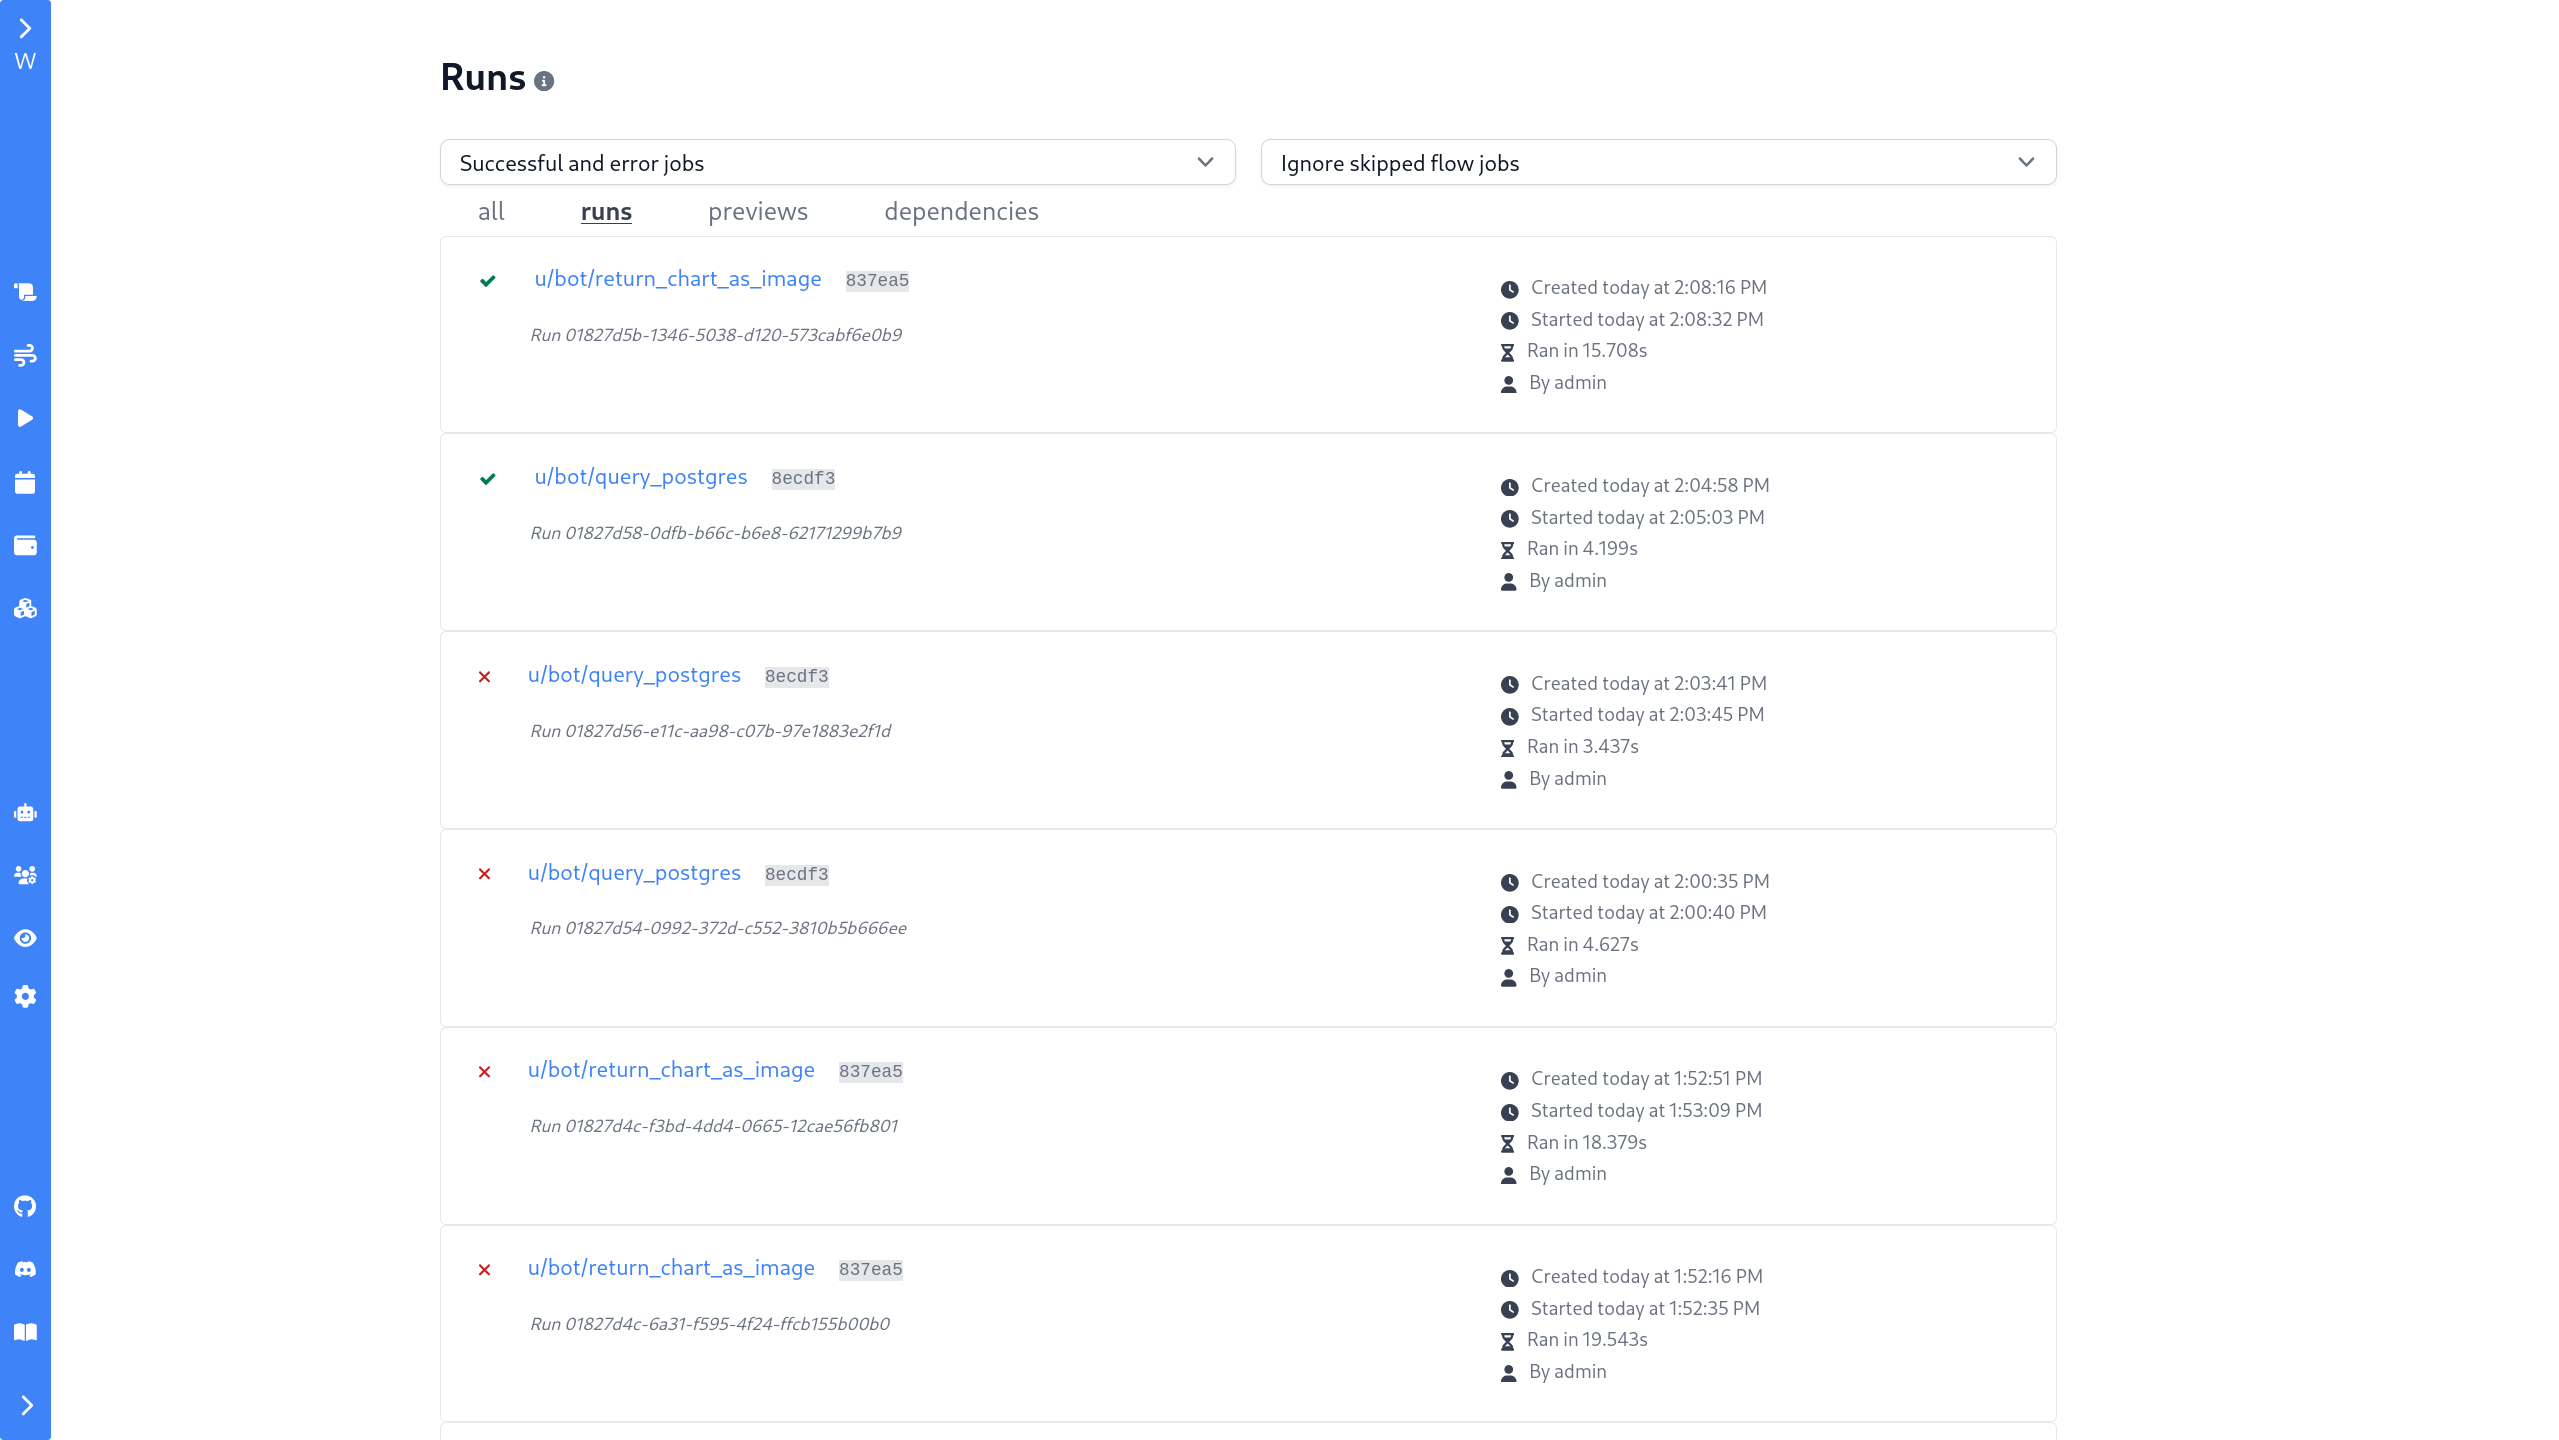 W
Runs
Successful and error jobs
Ignore skipped flow jobs
all runs previews dependencies
u/bot/return_chart_as_image 837ea5
Run 01827d5b-1346-5038-d120-573cabf6e0b9
Created today at 2:08:16 PM
Started today at 2:08:32 PM
Ran in 15.708s
By admin
u/bot/query_postgres 8ecdf3
Run 01827d58-0dfb-b66c-b6e8-62171299b7b9
Created today at 2:04:58 PM
Started today at 2:05:03 PM
Ran in 4.199s
By admin
u/bot/query_postgres 8ecdf3
Run 01827d56-e11c-aa98-c07b-97e1883e2f1d
Created today at 2:03:41 PM
Started today at 2:03:45 PM
Ran in 3.437s
By admin
u/bot/query_postgres 8ecdf3
Run 01827d54-0992-372d-c552-3810b5b666ee
Created today at 2:00:35 PM
Started today at 2:00:40 PM
Ran in 4.627s
By admin
u/bot/return_chart_as_image 837ea5
Run 01827d4c-f3bd-4dd4-0665-12cae56fb801
Created today at 1:52:51 PM
Started today at 1:53:09 PM
Ran in 18.379s
By admin
u/bot/return_chart_as_image 837ea5
Run 01827d4c-6a31-f595-4f24-ffcb155b00b0
Created today at 1:52:16 PM
Started today at 1:52:35 PM
Ran in 19.543s
By admin